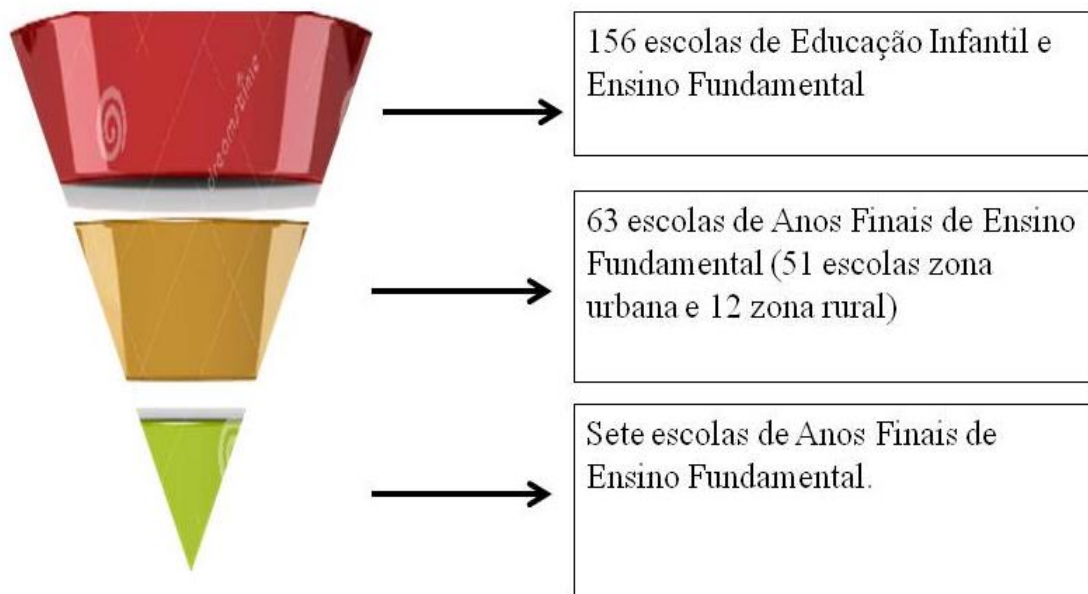 156 escolas de Educação Infantil e
Ensino Fundamental
dreamstime
63 escolas de Anos Finais de Ensino
Fundamental (51 escolas zona
urbana e 12 zona rural)
Sete escolas de Anos Finais de
Ensino Fundamental.